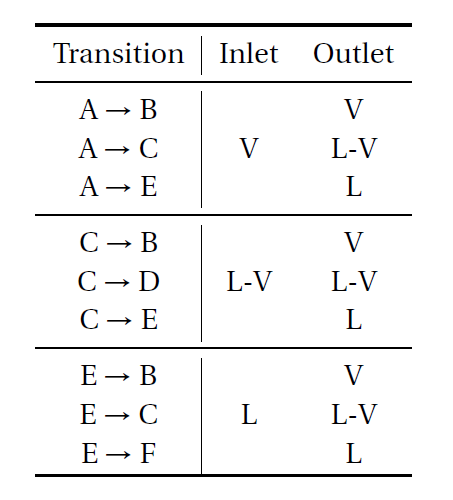 Transition Inlet Outlet
A → B V
A → C V L-V
A → E L
C → B V
C → D L-V L-V
C → E L
E → B V
E → C L L-V
E → F L